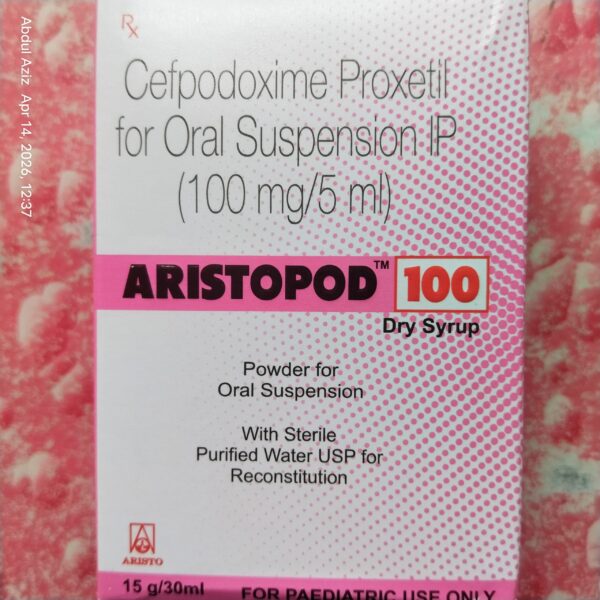 Abdul Aziz Apr 14, 2026, 12:37
Rx
Cefpodoxime Proxetil
for Oral Suspension IP
(100 mg/5 ml)
ARISTOPOD™ 100
Dry Syrup
Powder for
Oral Suspension
With Sterile
Purified Water USP for
Reconstitution
ARISTO
15 g/30ml FOR PAEDIATRIC USE ONLY